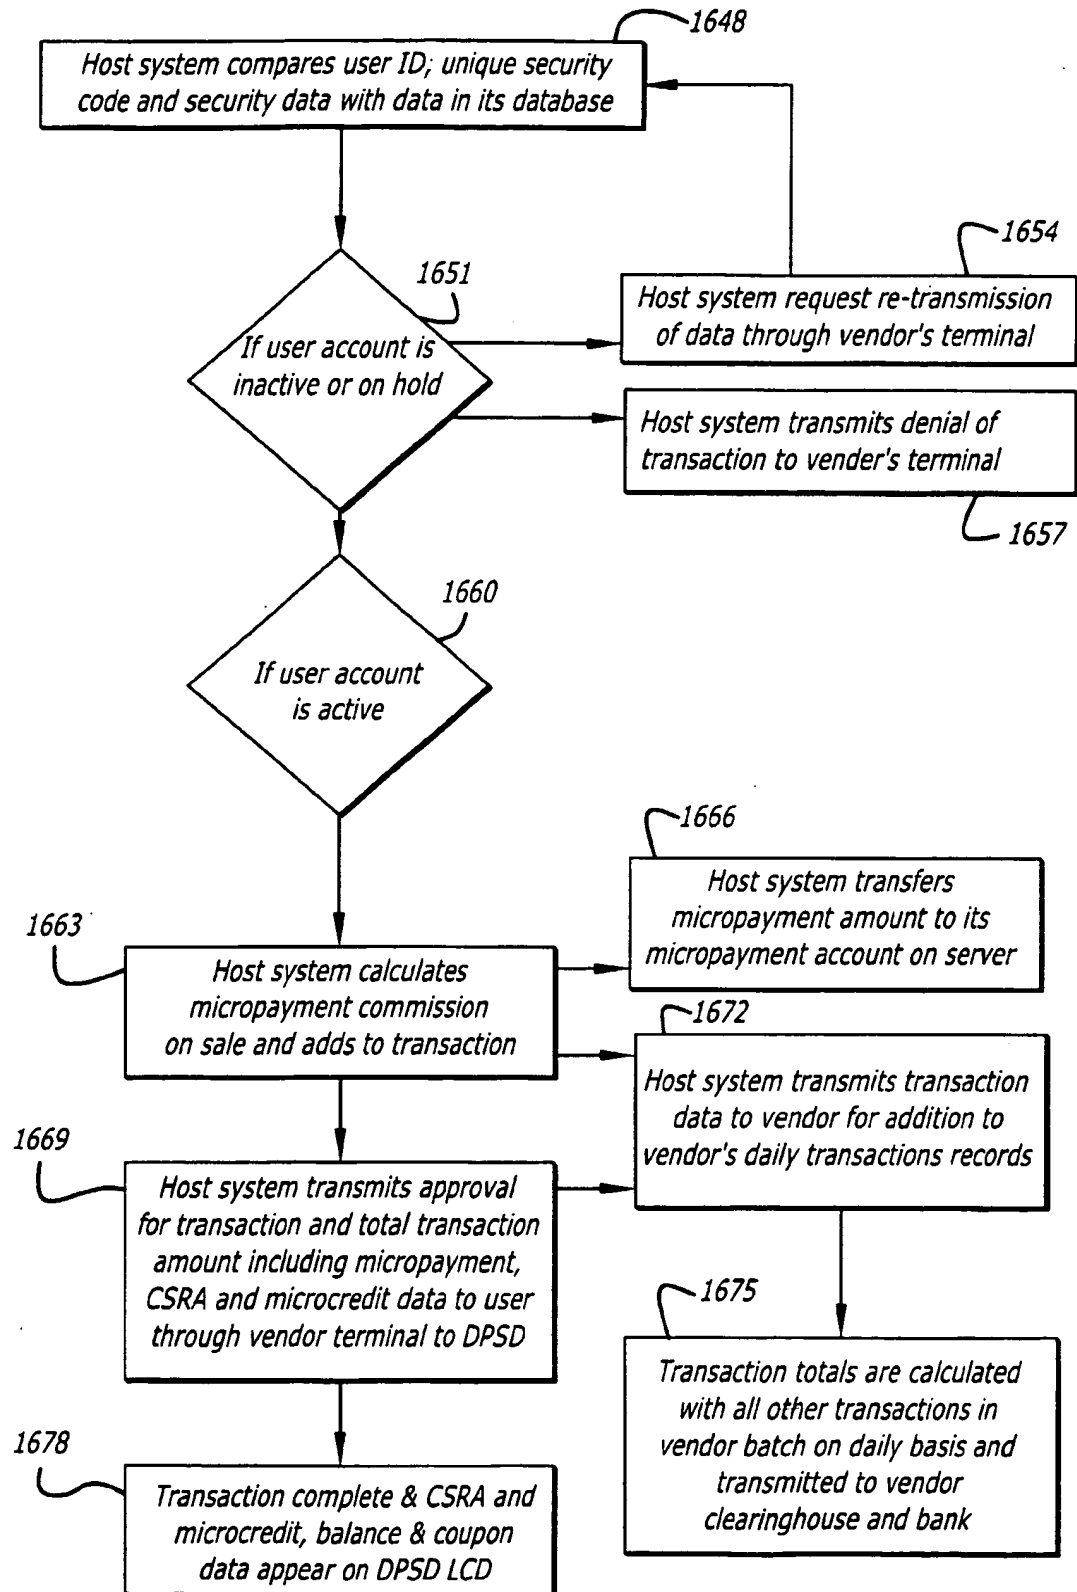 1648
Host system compares user ID; unique security
code and security data with data in its database
1654
1651
Host system request re-transmission
of data through vendor's terminal
If user account is
inactive or on hold
Host system transmits denial of
transaction to vender's terminal
1657
1660
If user account
is active
1666
Host system transfers
micropayment amount to its
micropayment account on server
1663
Host system calculates
micropayment commission
on sale and adds to transaction
1672
Host system transmits transaction
data to vendor for addition to
vendor's daily transactions records
1669
Host system transmits approval
for transaction and total transaction
amount including micropayment,
CSRA and microcredit data to user
through vendor terminal to DPSD
1675
Transaction totals are calculated
with all other transactions in
vendor batch on daily basis and
transmitted to vendor
clearinghouse and bank
1678
Transaction complete & CSRA and
microcredit, balance & coupon
data appear on DPSD LCD